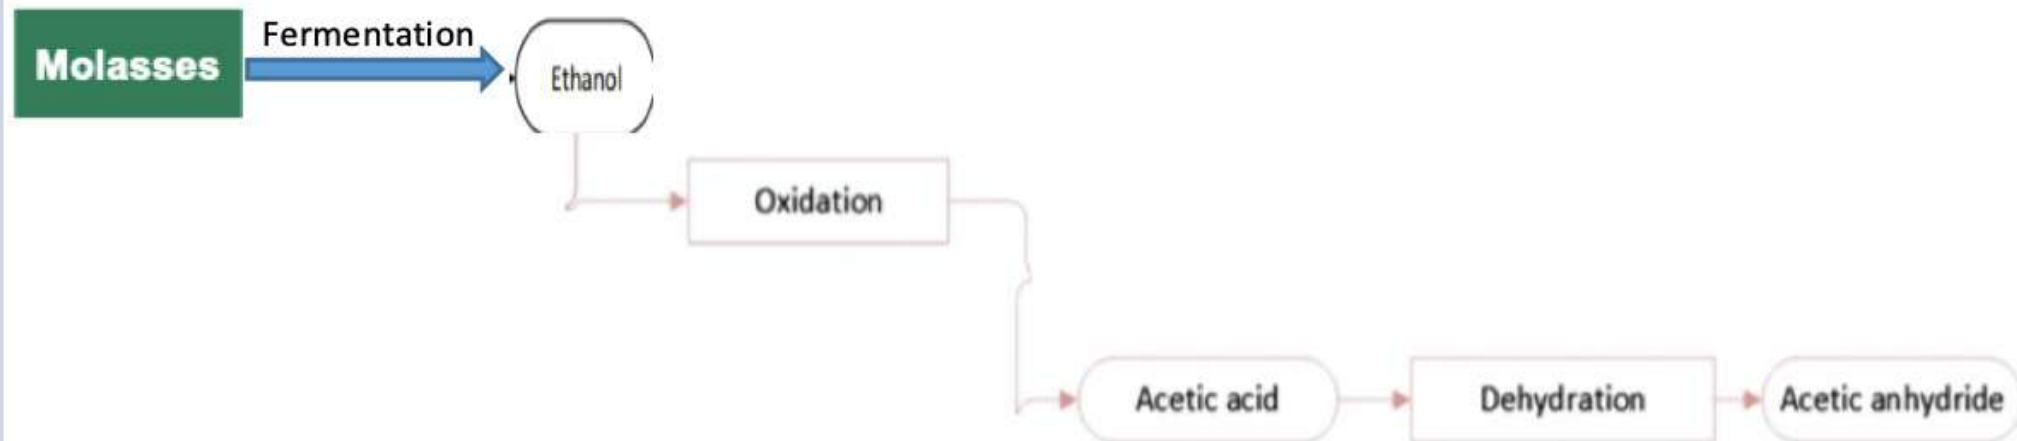 Molasses
Fermentation
Ethanol
Oxidation
Acetic acid
Dehydration
Acetic anhydride